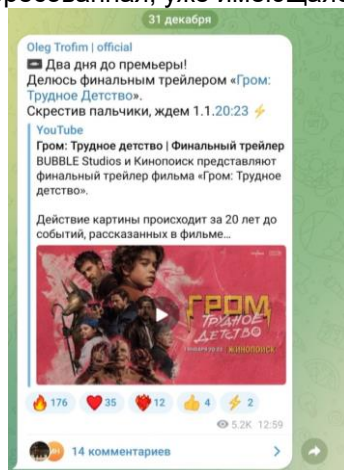 ресованная, уже имеющаяс
31 декабря
Oleg Trofim | official
Два дня до премьеры!
Делюсь финальным трейлером «Гром:
Трудное Детство».
Скрестив пальчики, ждем 1.1.20:23 ⚡
YouTube
Гром: Трудное детство | Финальный трейлер
BUBBLE Studios и Кинопоиск представляют
финальный трейлер фильма «Гром: Трудное
детство».
Действие картины происходит за 20 лет до
событий, рассказанных в фильме…
ГРОМ
ТРУДНОЕ
ДЕТСТВО
КИНОПОИСК
🔥 176 ❤ 35 12 👍 4 ⚡ 2
5.2K 12:59
14 комментариев